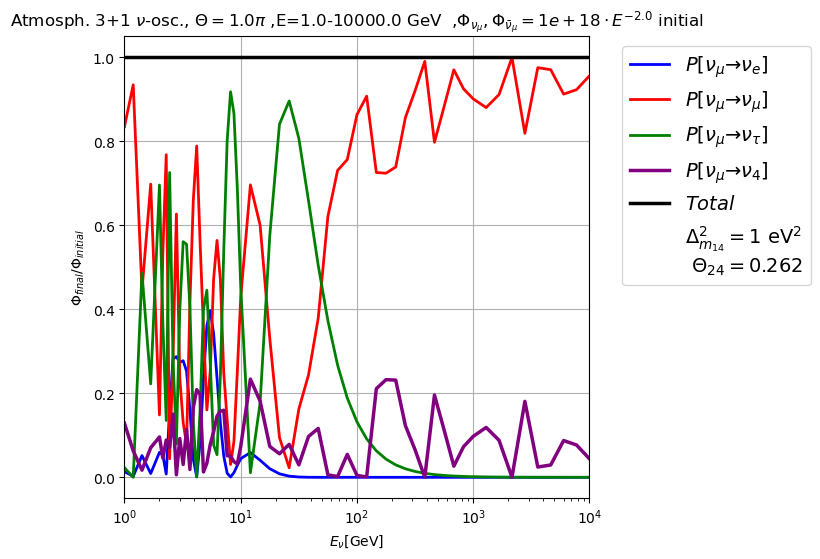 Atmosph. 3+1 ν-osc., Θ = 1.0π ,E=1.0-10000.0 GeV ,Φ_{ν_μ}, Φ_{ν̄_μ} = 1e + 18 · E^{−2.0} initial
Φ_{final}/Φ_{initial}
1.0
0.8
0.6
0.4
0.2
0.0
10^0
10^1
10^2
10^3
10^4
E_ν[GeV]
P[ν_μ→ν_e]
P[ν_μ→ν_μ]
P[ν_μ→ν_τ]
P[ν_μ→ν_4]
Total
Δ^2_{m_{14}} = 1 eV^2
Θ_{24} = 0.262